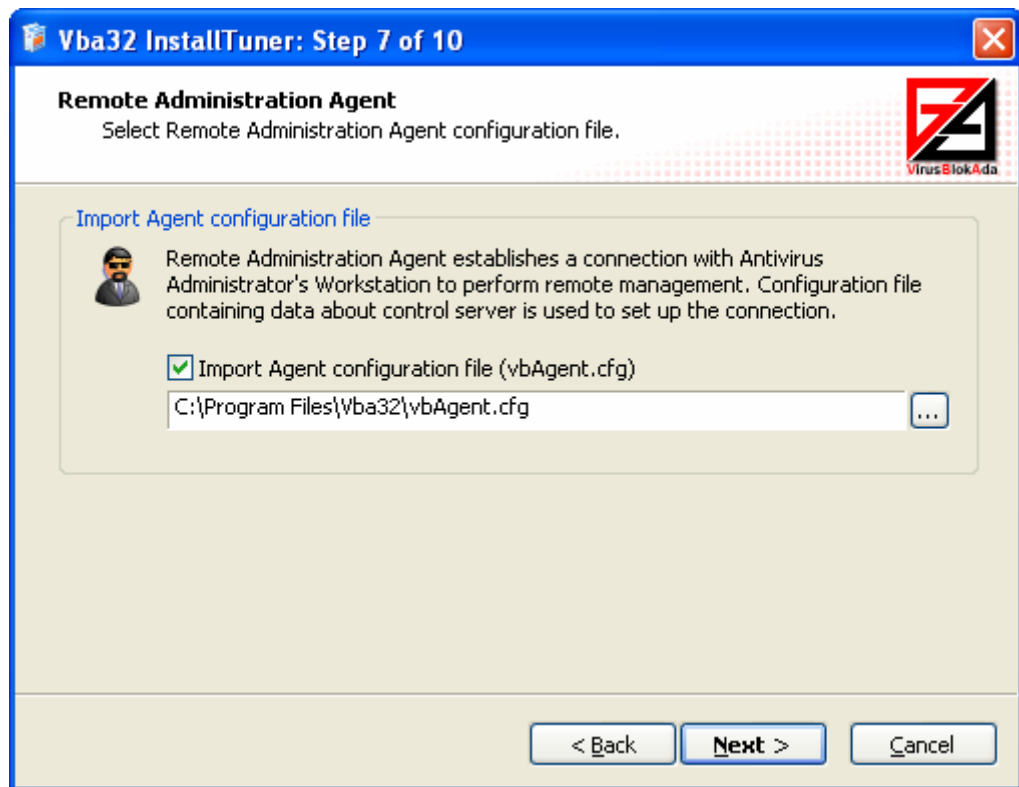 Vba32 InstallTuner: Step 7 of 10
Remote Administration Agent
Select Remote Administration Agent configuration file.
VirusBlokAda
Import Agent configuration file
Remote Administration Agent establishes a connection with Antivirus
Administrator's Workstation to perform remote management. Configuration file
containing data about control server is used to set up the connection.
Import Agent configuration file (vbAgent.cfg)
C:\Program Files\Vba32\vbAgent.cfg
...
< Back
Next >
Cancel